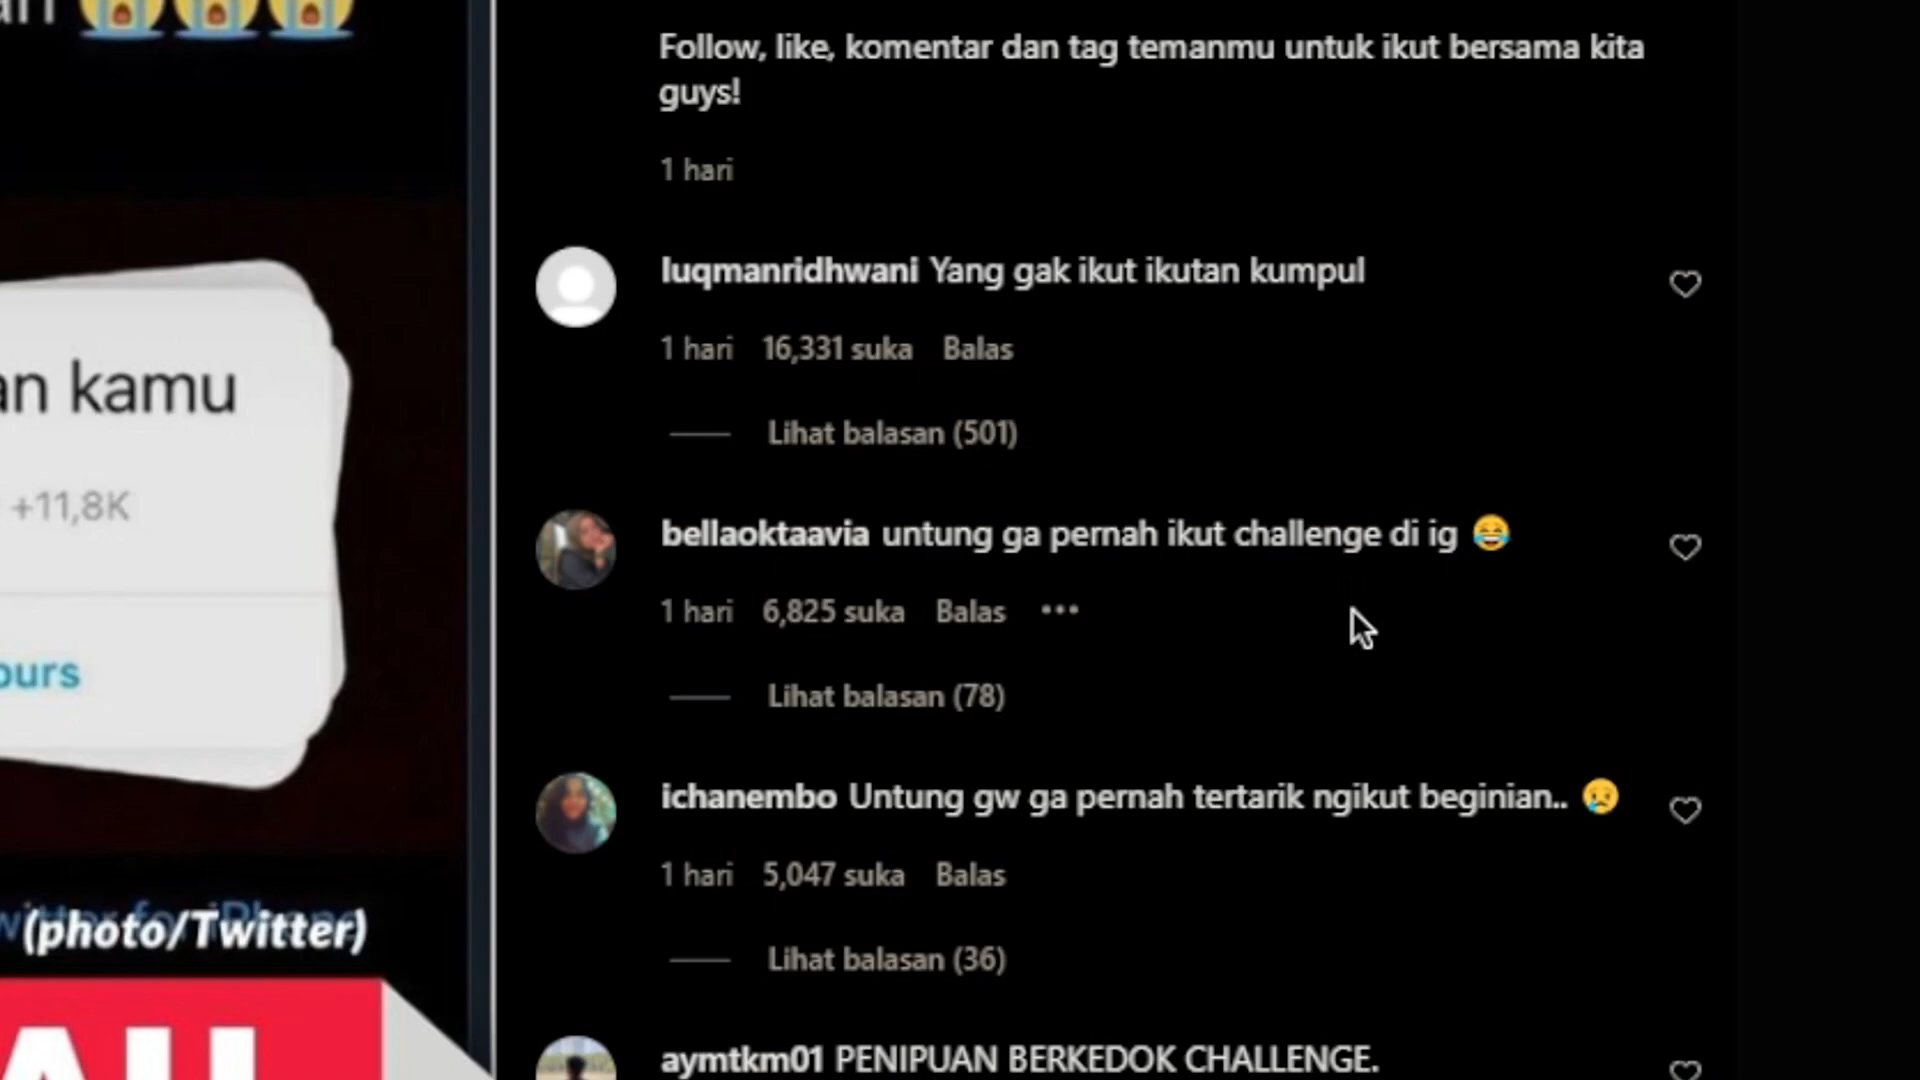 an kamu
+11,8K
ours
(photo/Twitter)
Follow, like, komentar dan tag temanmu untuk ikut bersama kita
guys!
1 hari
luqmanridhwani Yang gak ikut ikutan kumpul
1 hari 16,331 suka Balas
Lihat balasan (501)
bellaoktaavia untung ga pernah ikut challenge di ig 😂
1 hari 6,825 suka Balas •••
Lihat balasan (78)
ichanembo Untung gw ga pernah tertarik ngikut beginian.. 😢
1 hari 5,047 suka Balas
Lihat balasan (36)
aymtkm01 PENIPUAN BERKEDOK CHALLENGE.